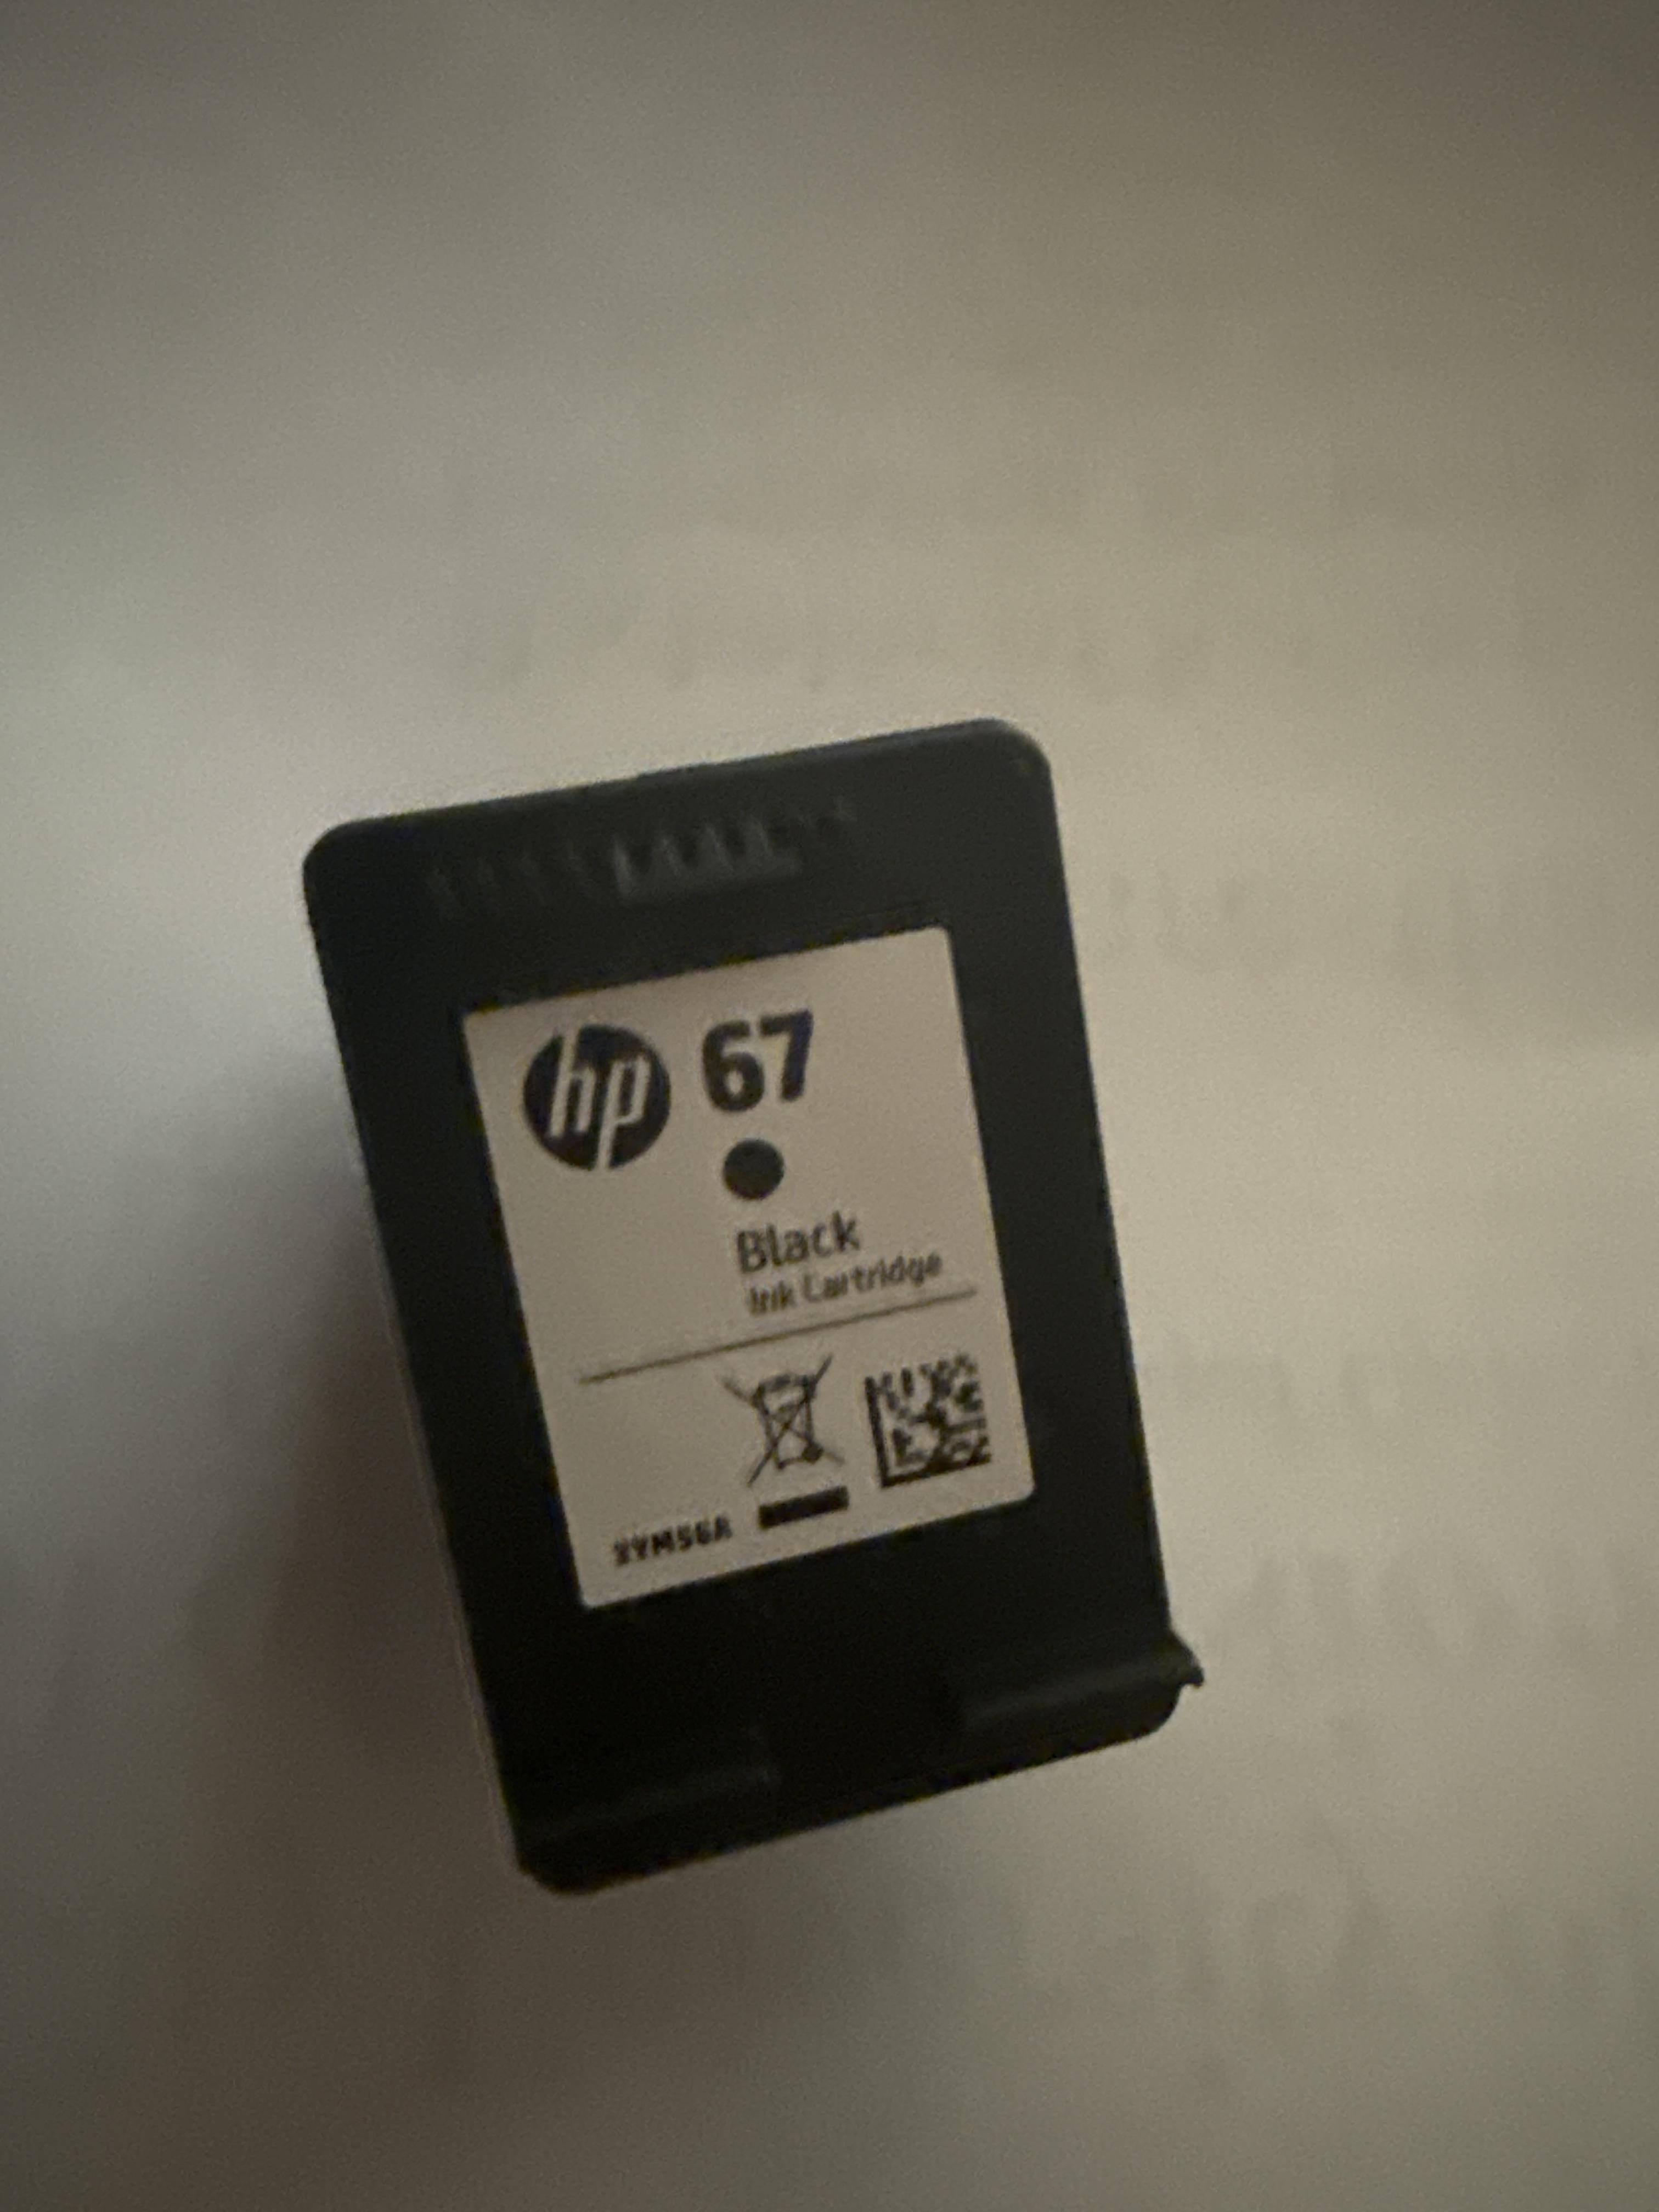 hp 67
Black
Ink Cartridge
3YM56A